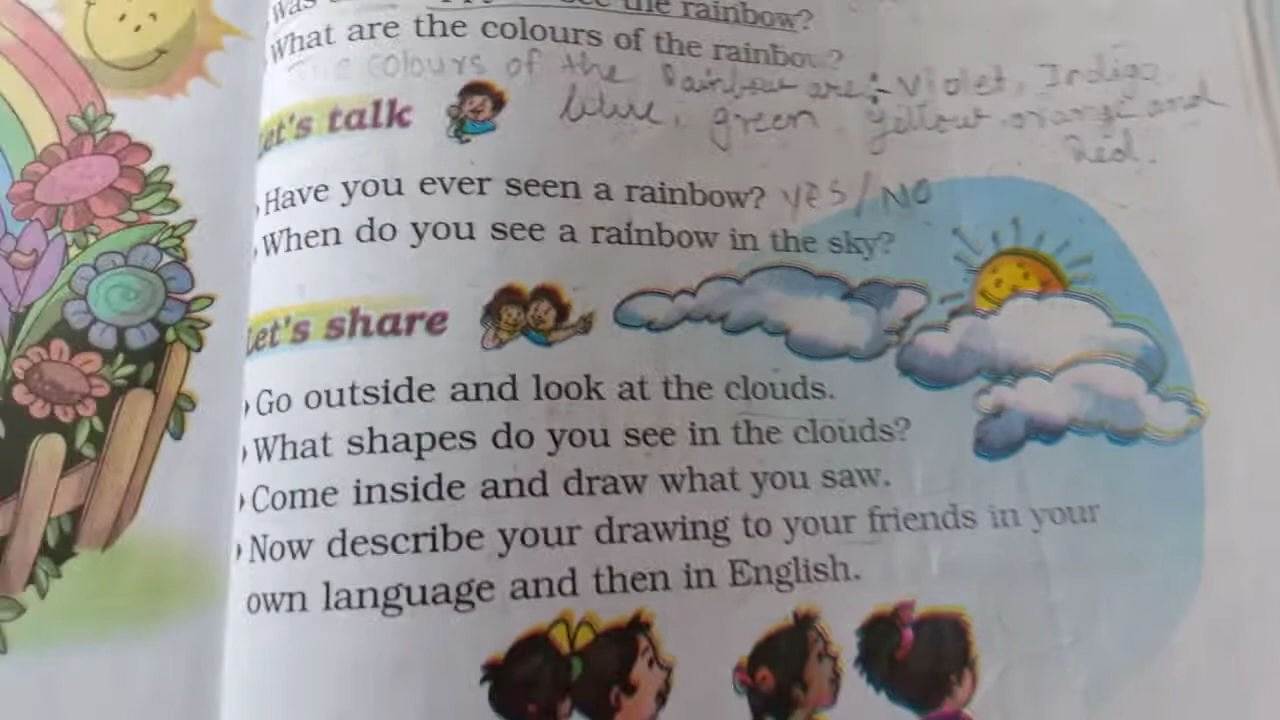 the rainbow?
What are the colours of the rainbow?
The colours of the Rainbow are :- Violet, Indigo
blue, green, yellow, orange and
Red.
Let's talk
Have you ever seen a rainbow? YES/NO
When do you see a rainbow in the sky?
Let's share
Go outside and look at the clouds.
What shapes do you see in the clouds?
Come inside and draw what you saw.
Now describe your drawing to your friends in your
own language and then in English.